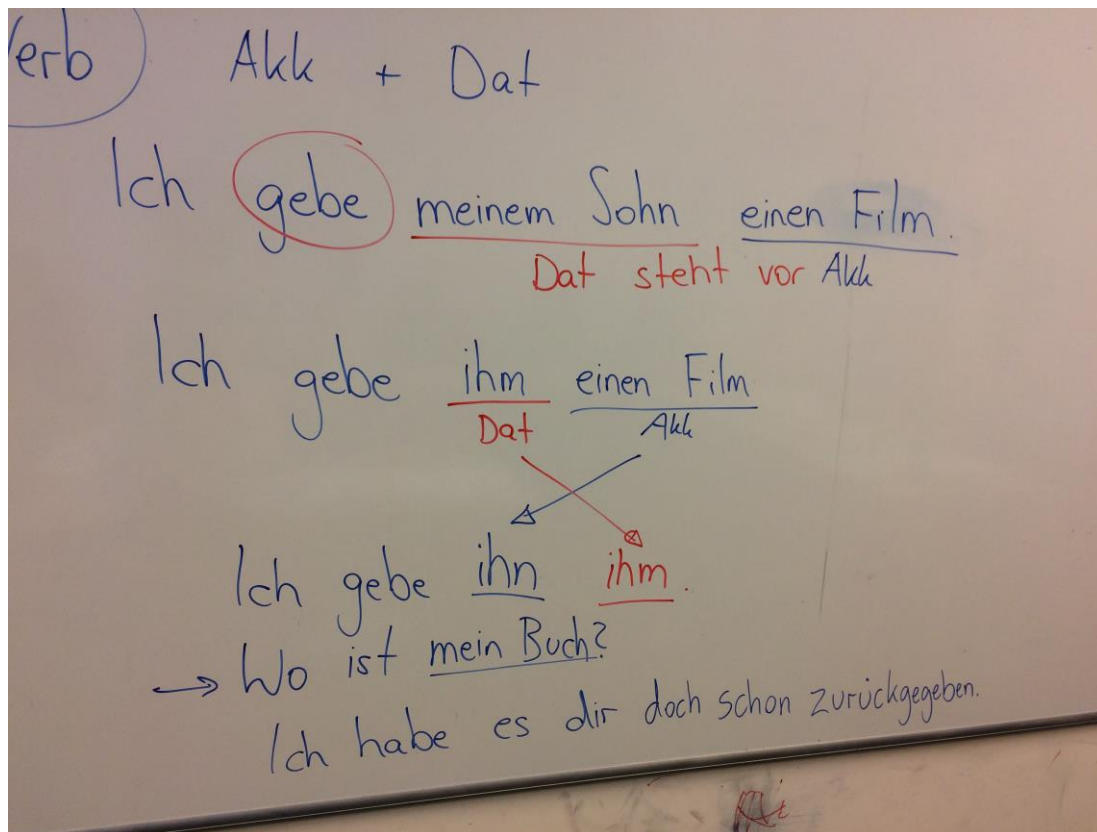 erb Akk + Dat
Ich gebe meinem Sohn einen Film.
Dat steht vor Akk
Ich gebe ihm einen Film
Dat Akk
Ich gebe ihn ihm.
→ Wo ist mein Buch?
Ich habe es dir doch schon zurückgegeben.